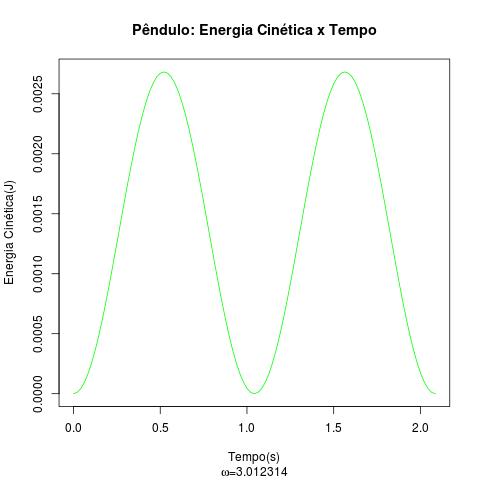 Pêndulo: Energia Cinética x Tempo
Energia Cinética(J)
0.0025
0.0020
0.0015
0.0010
0.0005
0.0000
0.0 0.5 1.0 1.5 2.0
Tempo(s)
ω=3.012314